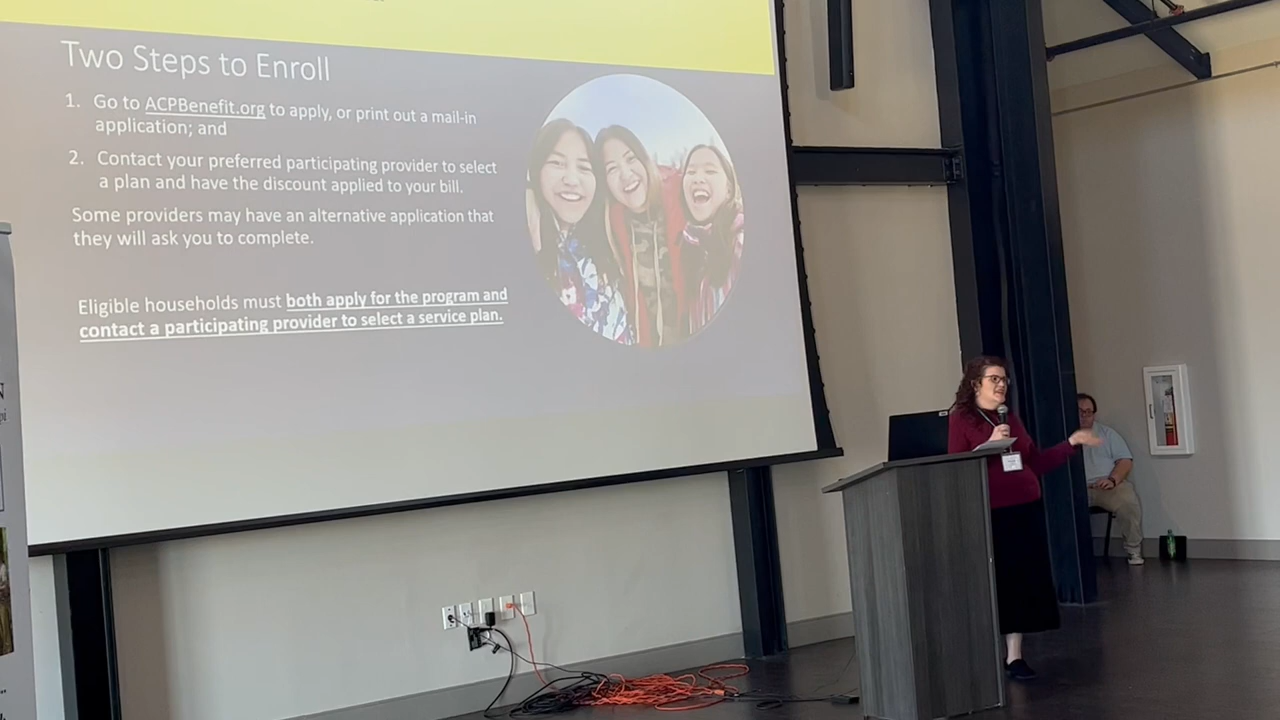 Two Steps to Enroll
1. Go to ACPBenefit.org to apply, or print out a mail-in
application; and
2. Contact your preferred participating provider to select
a plan and have the discount applied to your bill.
Some providers may have an alternative application that
they will ask you to complete.
Eligible households must both apply for the program and
contact a participating provider to select a service plan.